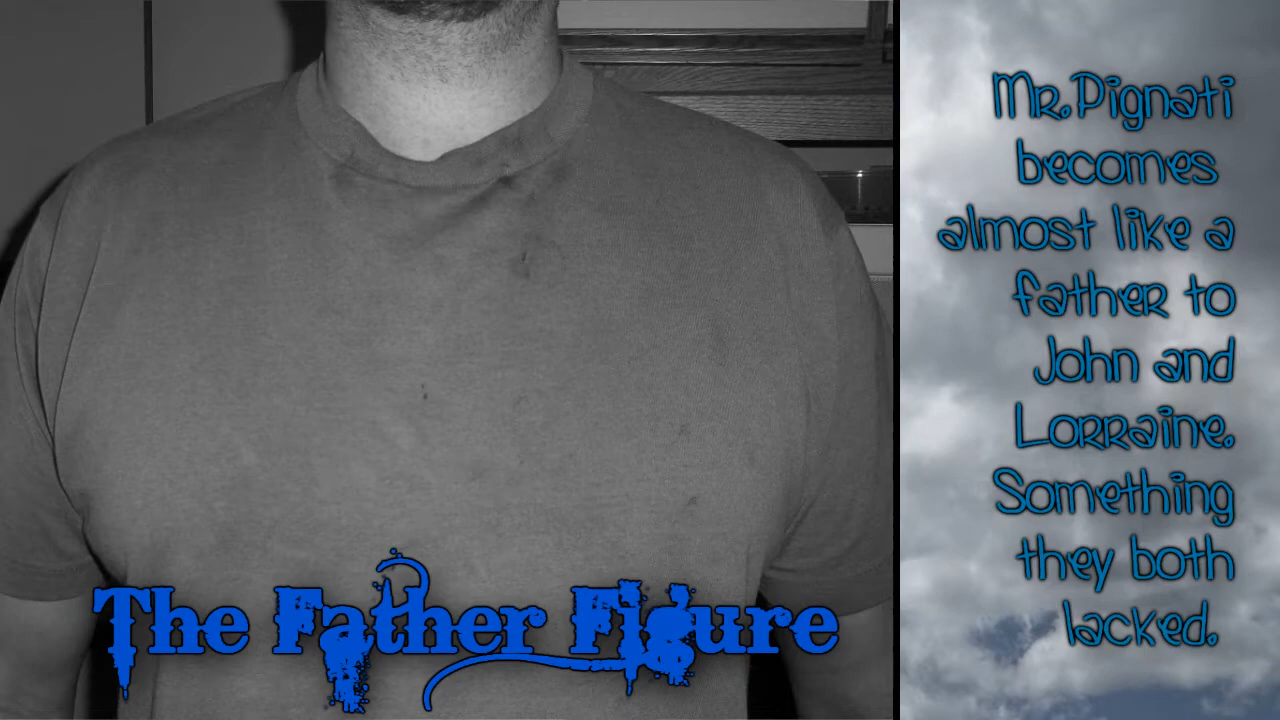 The Father Figure
Mr.Pignati
becomes
almost like a
father to
John and
Lorraine.
Something
they both
lacked.